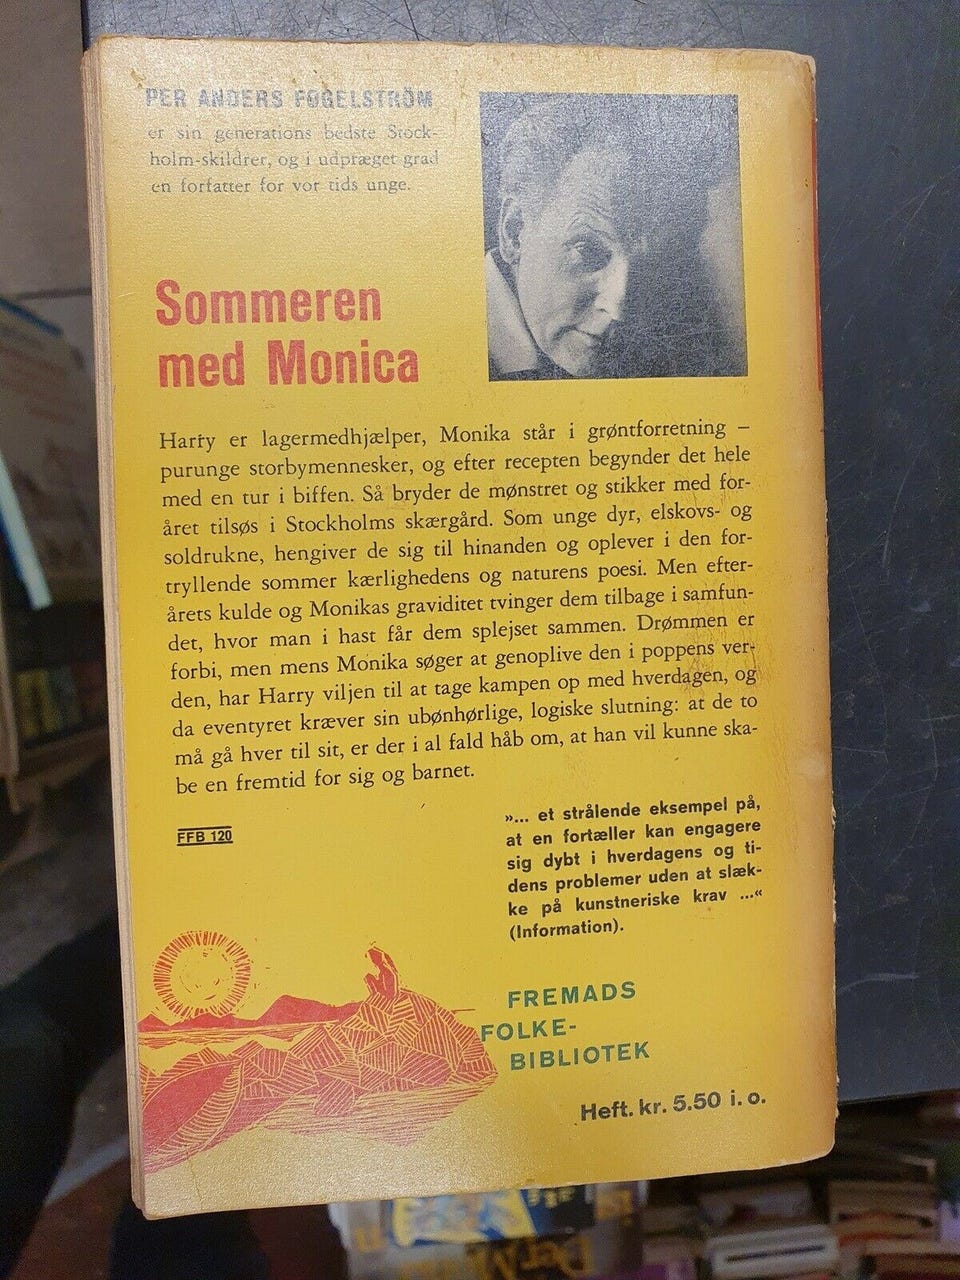 PER ANDERS FOGELSTRÖM
er sin generations bedste Stock-
holm-skildrer, og i udpræget grad
en forfatter for vor tids unge.
Sommeren
med Monica
Harry er lagermedhjælper, Monika står i grøntforretning –
purunge storbymennesker, og efter recepten begynder det hele
med en tur i biffen. Så bryder de mønstret og stikker med for-
året tilsøs i Stockholms skærgård. Som unge dyr, elskovs- og
soldrukne, hengiver de sig til hinanden og oplever i den for-
tryllende sommer kærlighedens og naturens poesi. Men efter-
årets kulde og Monikas graviditet tvinger dem tilbage i samfun-
det, hvor man i hast får dem splejset sammen. Drømmen er
forbi, men mens Monika søger at genoplive den i poppens ver-
den, har Harry viljen til at tage kampen op med hverdagen, og
da eventyret kræver sin ubønhørlige, logiske slutning: at de to
må gå hver til sit, er der i al fald håb om, at han vil kunne ska-
be en fremtid for sig og barnet.
FFB 120
»... et strålende eksempel på,
at en fortæller kan engagere
sig dybt i hverdagens og ti-
dens problemer uden at slæk-
ke på kunstneriske krav ...«
(Information).
FREMADS
FOLKE-
BIBLIOTEK
Heft. kr. 5.50 i. o.